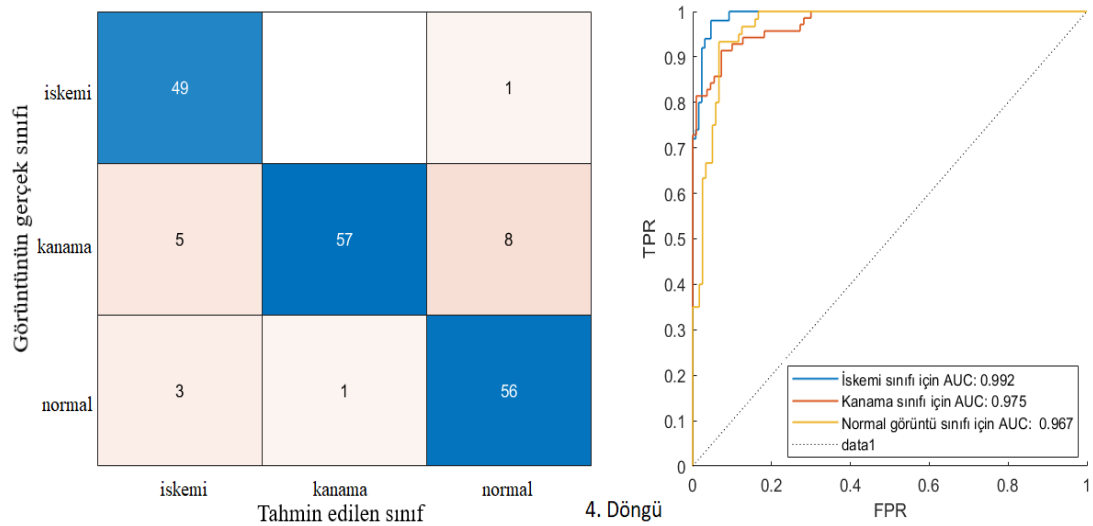 Görüntünün gerçek sınıfı
iskemi
49
1
kanama
5
57
8
normal
3
1
56
iskemi
kanama
normal
Tahmin edilen sınıf
4. Döngü
TPR
1
0.9
0.8
0.7
0.6
0.5
0.4
0.3
0.2
0.1
0
İskemi sınıfı için AUC: 0.992
Kanama sınıfı için AUC: 0.975
Normal görüntü sınıfı için AUC: 0.967
data1
0
0.2
0.4
0.6
0.8
1
FPR